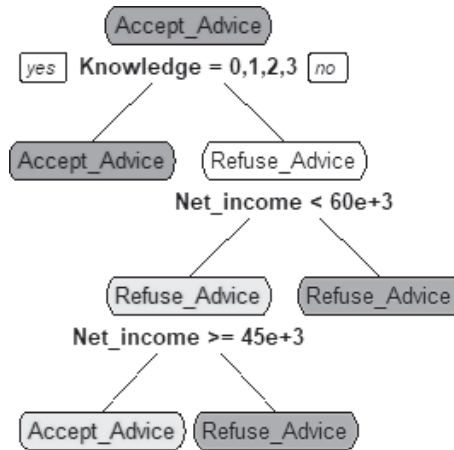 Accept_Advice
yes Knowledge = 0,1,2,3 no
Accept_Advice Refuse_Advice
Net_income < 60e+3
Refuse_Advice Refuse_Advice
Net_income >= 45e+3
Accept_Advice Refuse_Advice